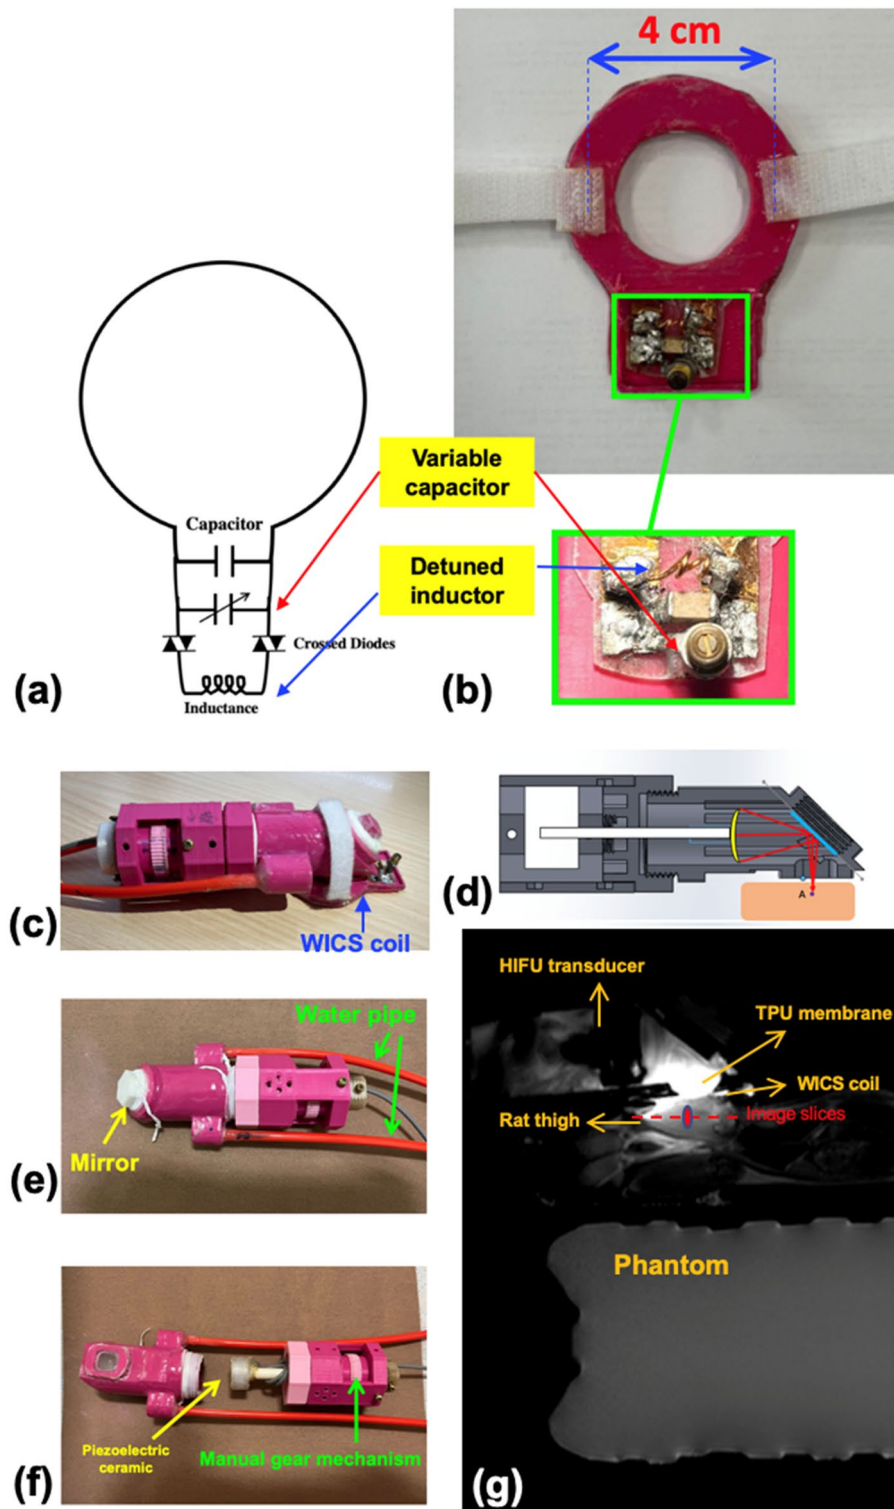 4 cm
Capacitor
Variable
capacitor
Detuned
inductor
Crossed Diodes
Inductance
(a)
(b)
WICS coil
(c)
A
(d)
Water pipe
Mirror
(e)
HIFU transducer
TPU membrane
WICS coil
Rat thigh
Image slices
Phantom
Piezoelectric
ceramic
Manual gear mechanism
(f)
(g)